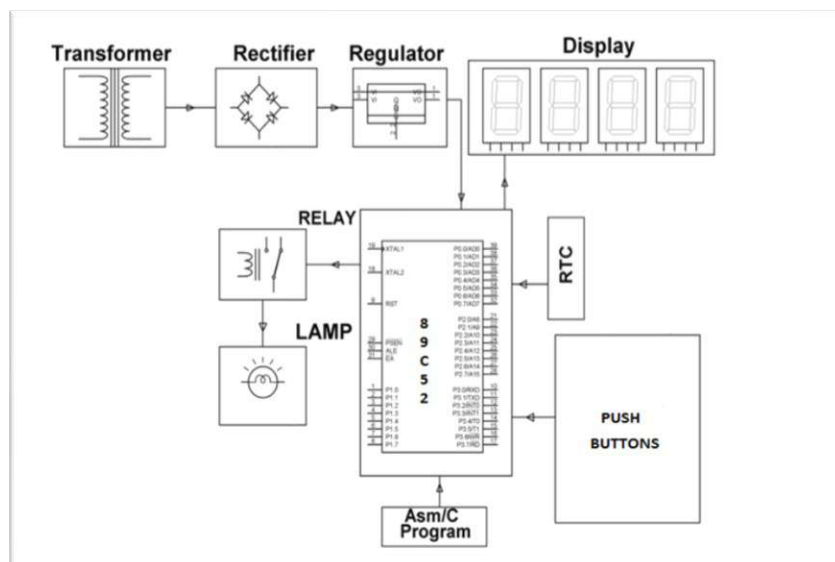 Transformer
Rectifier
Regulator
Display
VI
VO
GND
RELAY
LAMP
XTAL1
XTAL2
RST
PSEN
ALE
EA
P1.0
P1.1
P1.2
P1.3
P1.4
P1.5
P1.6
P1.7
8
9
C
5
2
P0.0/AD0
P0.1/AD1
P0.2/AD2
P0.3/AD3
P0.4/AD4
P0.5/AD5
P0.6/AD6
P0.7/AD7
P2.0/A8
P2.1/A9
P2.2/A10
P2.3/A11
P2.4/A12
P2.5/A13
P2.6/A14
P2.7/A15
P3.0/RXD
P3.1/TXD
P3.2/INT0
P3.3/INT1
P3.4/T0
P3.5/T1
P3.6/WR
P3.7/RD
RTC
PUSH
BUTTONS
Asm/C
Program